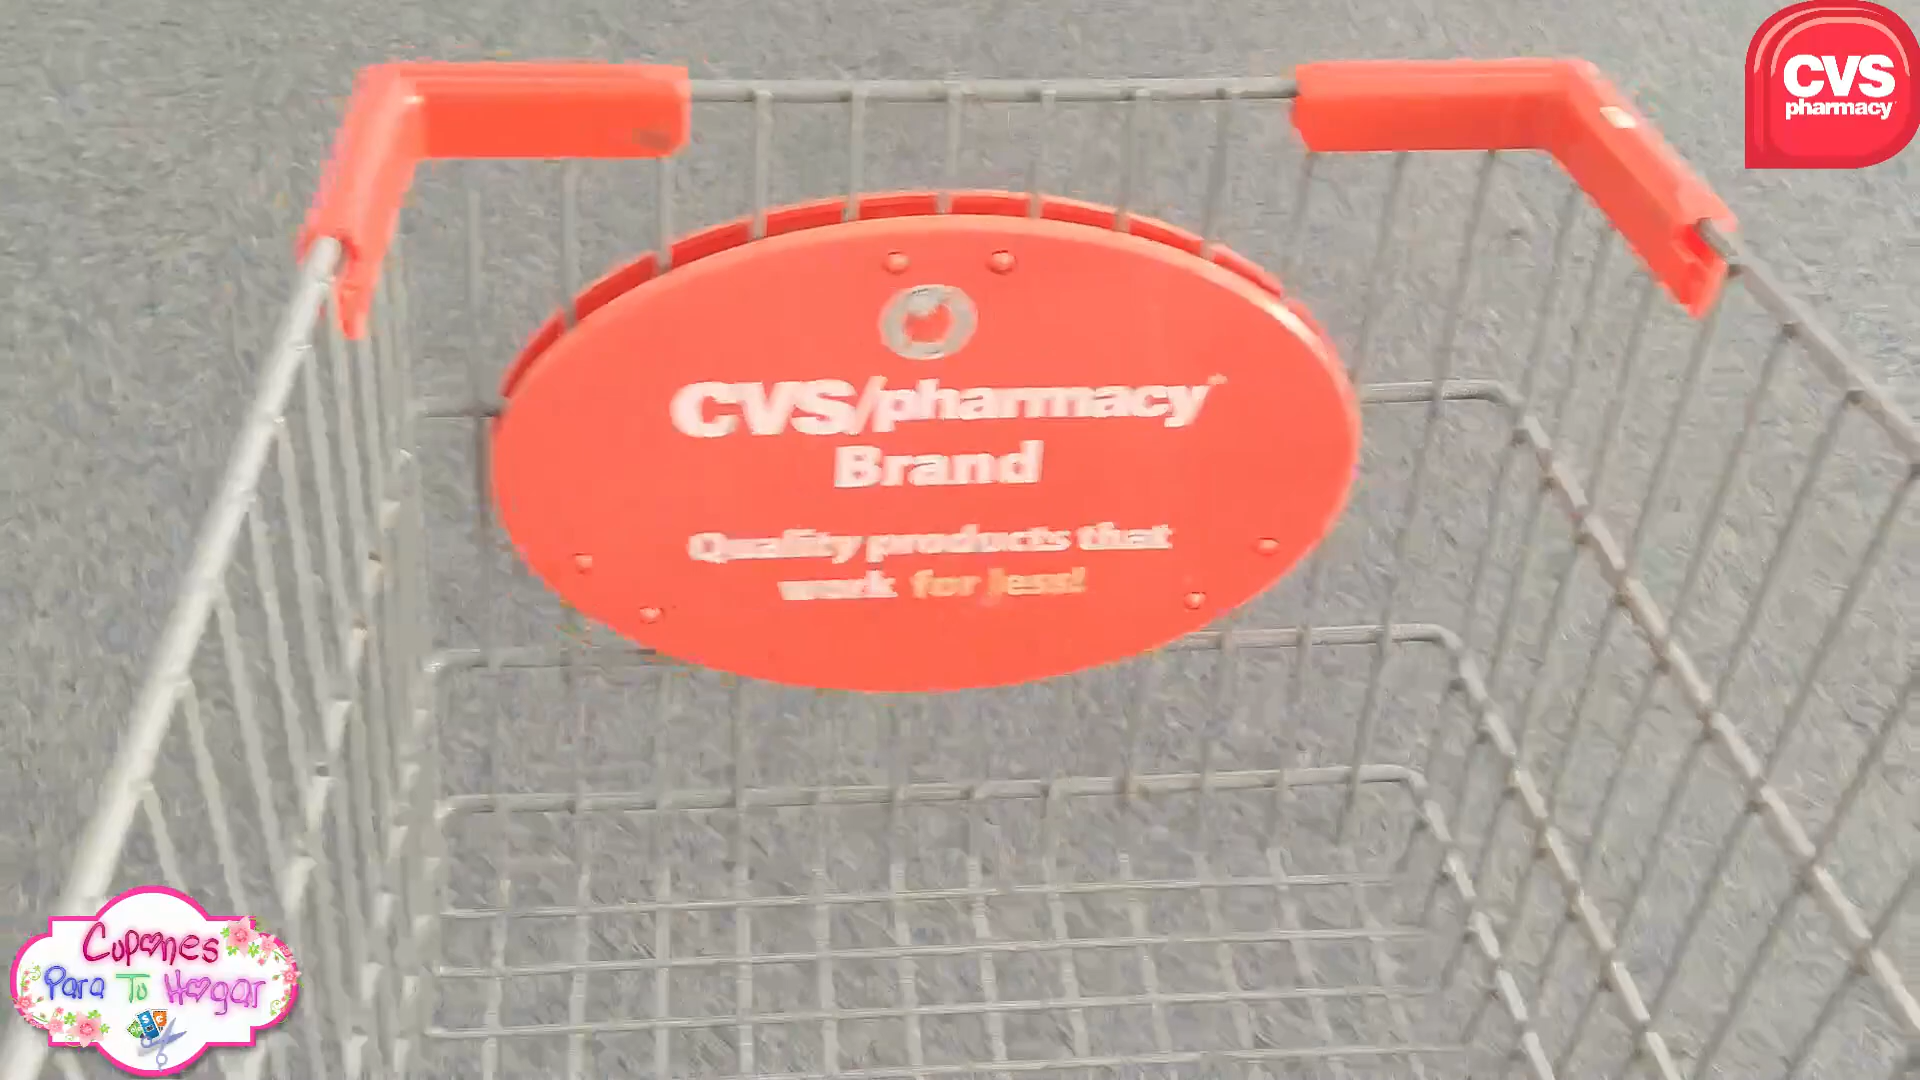 CVS
pharmacy
CVS/pharmacy
Brand
Quality products that
work for less!
Cupones
Para Tu Hogar